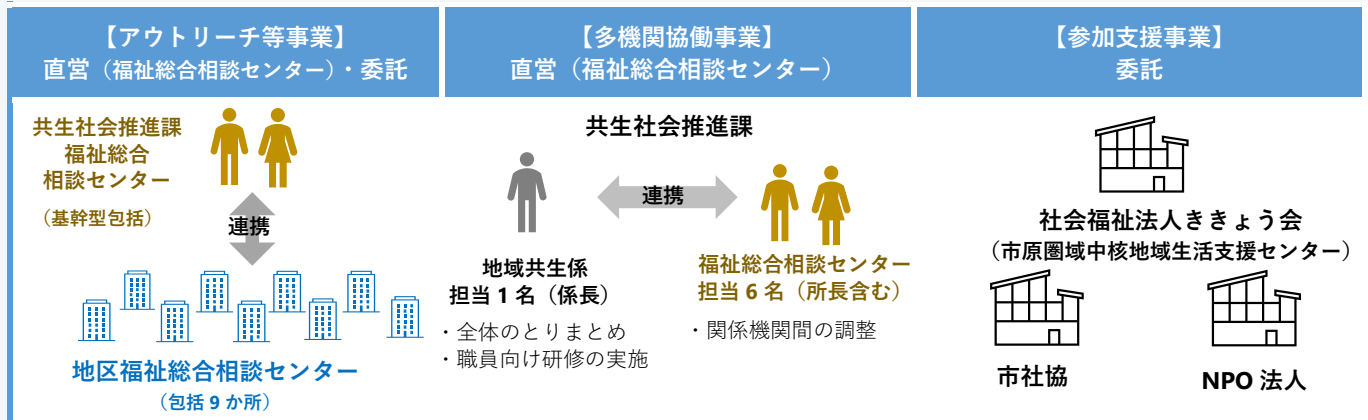 【アウトリーチ等事業】
直営（福祉総合相談センター）・委託
共生社会推進課
福祉総合
相談センター
（基幹型包括）
連携
地区福祉総合相談センター
（包括 9 か所）
【多機関協働事業】
直営（福祉総合相談センター）
共生社会推進課
連携
地域共生係
担当 1 名（係長）
・全体のとりまとめ
・職員向け研修の実施
福祉総合相談センター
担当 6 名（所長含む）
・関係機関間の調整
【参加支援事業】
委託
社会福祉法人ききょう会
（市原圏域中核地域生活支援センター）
市社協
NPO 法人